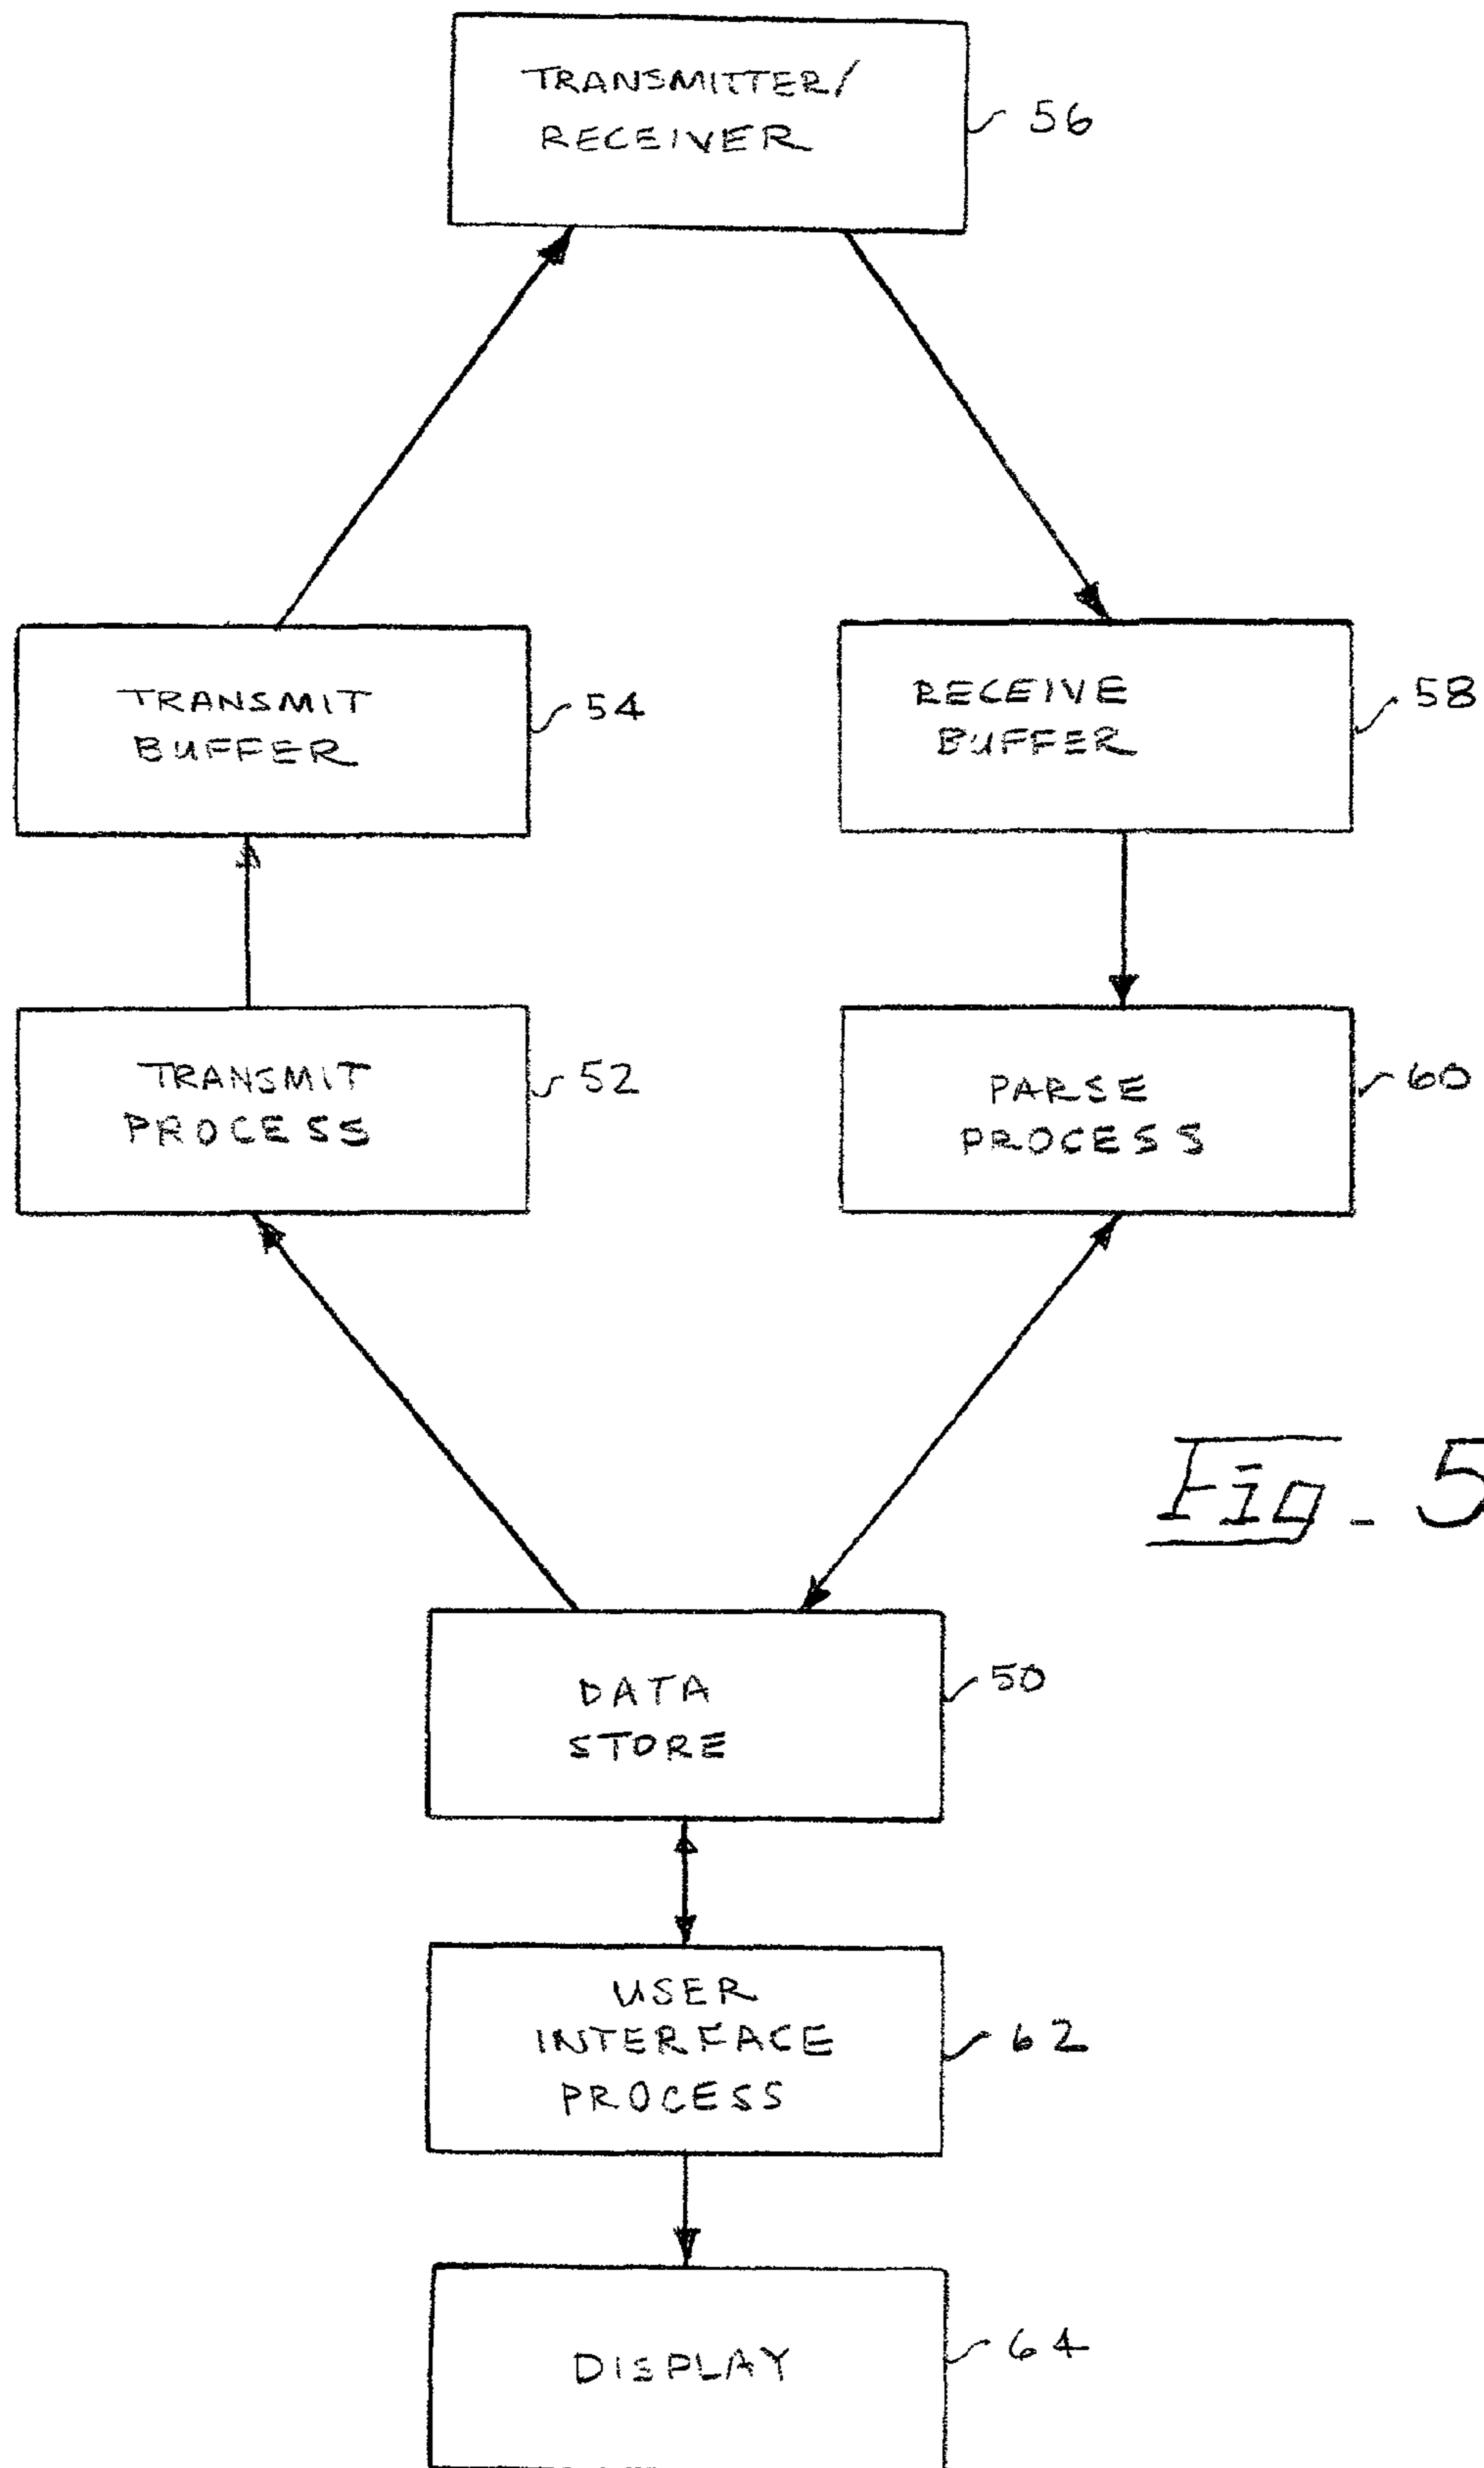 TRANSMITTER/
RECEIVER
56
TRANSMIT
BUFFER
54
RECEIVE
BUFFER
58
TRANSMIT
PROCESS
52
PARSE
PROCESS
60
Fig - 5
DATA
STORE
50
USER
INTERFACE
PROCESS
62
DISPLAY
64